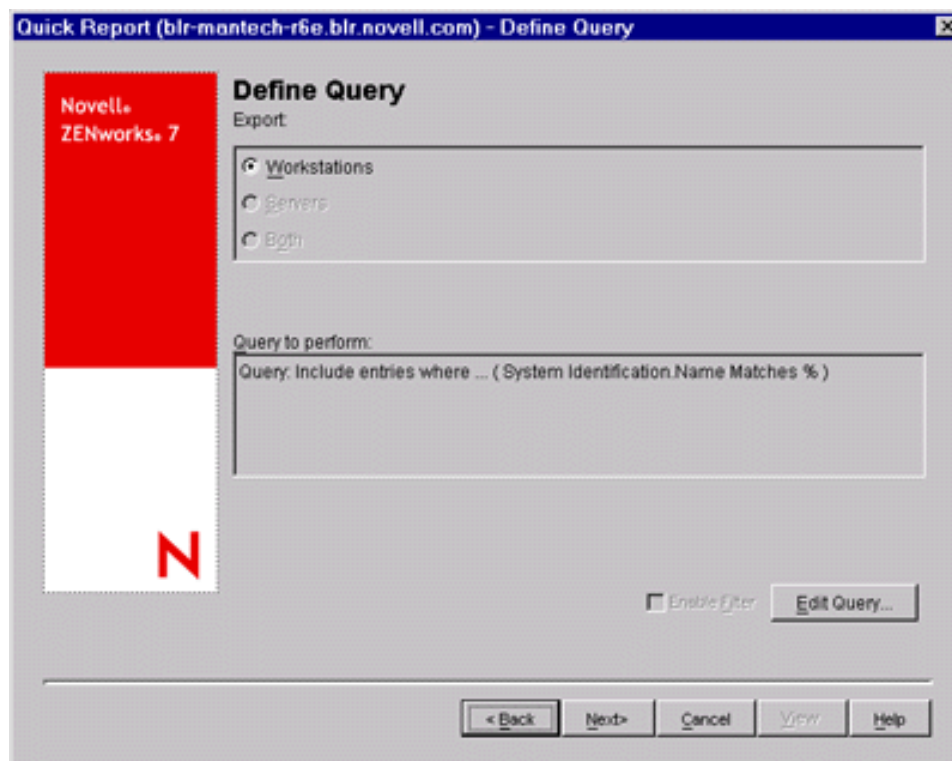 Quick Report (blr-mantech-r6e.blr.novell.com) - Define Query
Novell®
ZENworks® 7
Define Query
Export:
Workstations
Servers
Both
Query to perform:
Query: Include entries where ... ( System Identification.Name Matches % )
N
Enable Filter
Edit Query...
< Back
Next>
Cancel
View
Help